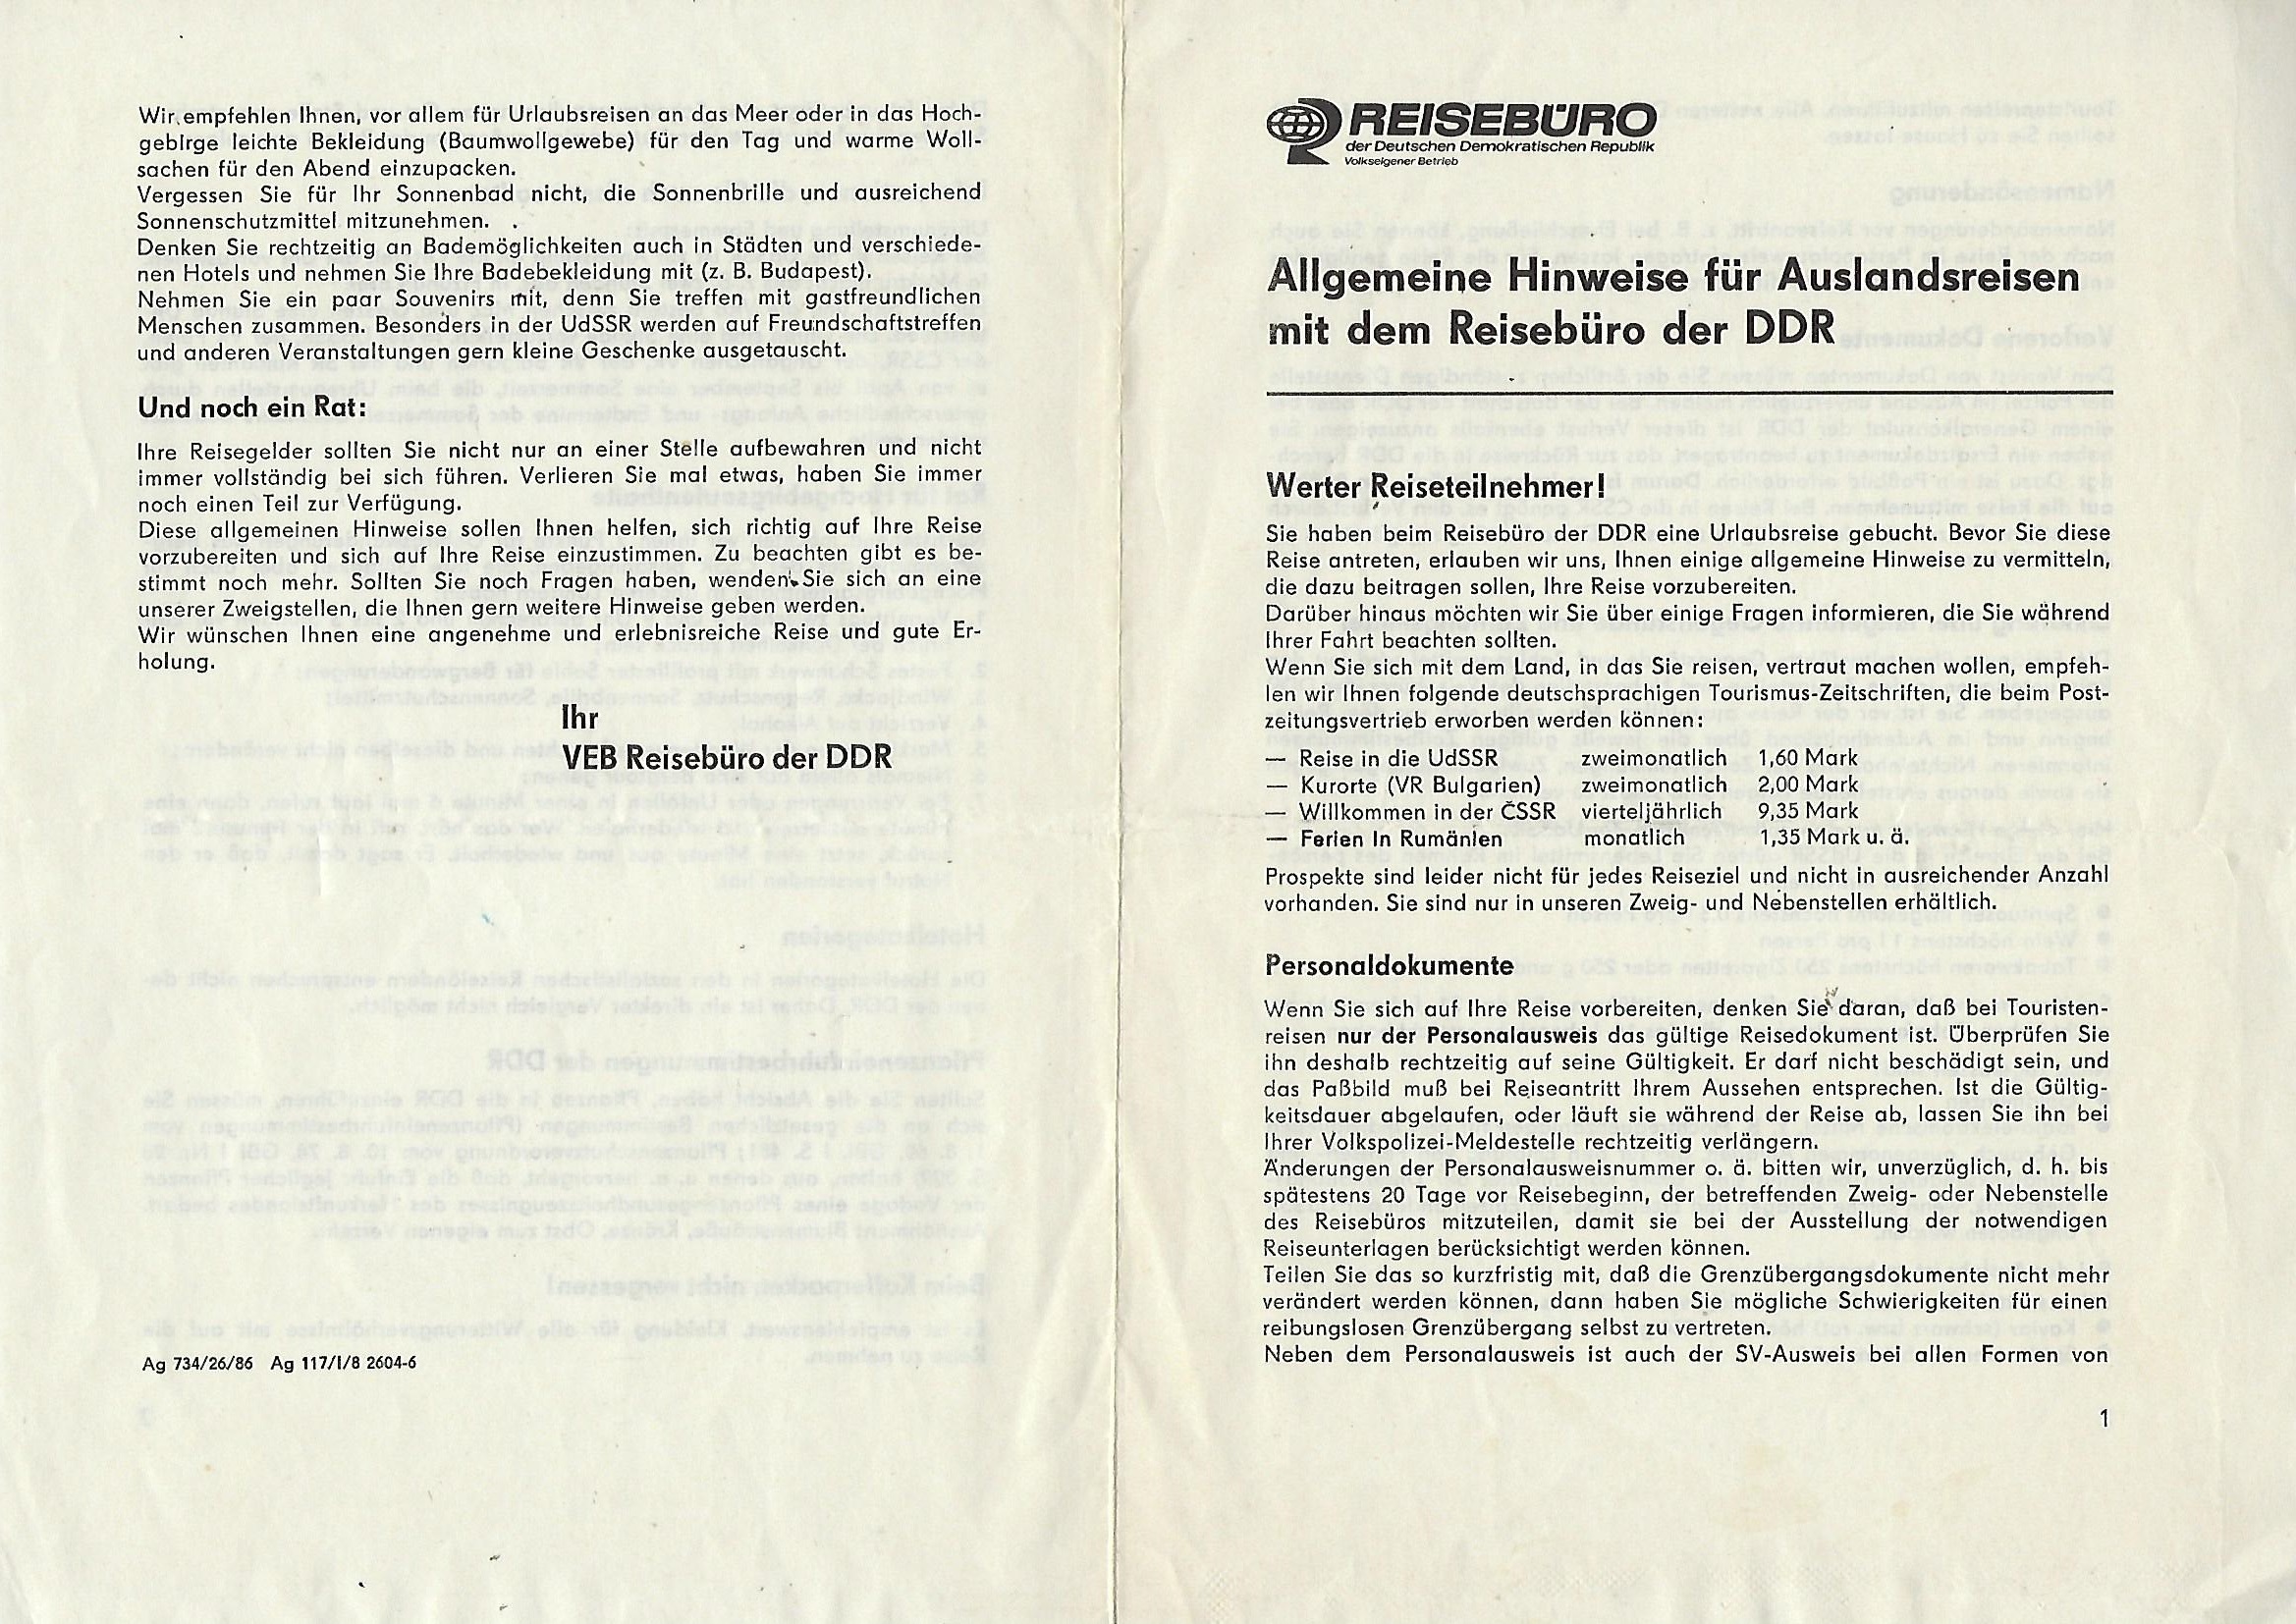 Wir empfehlen Ihnen, vor allem für Urlaubsreisen an das Meer oder in das Hoch-
gebirge leichte Bekleidung (Baumwollgewebe) für den Tag und warme Woll-
sachen für den Abend einzupacken.
Vergessen Sie für Ihr Sonnenbad nicht, die Sonnenbrille und ausreichend
Sonnenschutzmittel mitzunehmen.
Denken Sie rechtzeitig an Bademöglichkeiten auch in Städten und verschiede-
nen Hotels und nehmen Sie Ihre Badebekleidung mit (z. B. Budapest).
Nehmen Sie ein paar Souvenirs mit, denn Sie treffen mit gastfreundlichen
Menschen zusammen. Besonders in der UdSSR werden auf Freundschaftstreffen
und anderen Veranstaltungen gern kleine Geschenke ausgetauscht.
Und noch ein Rat:
Ihre Reisegelder sollten Sie nicht nur an einer Stelle aufbewahren und nicht
immer vollständig bei sich führen. Verlieren Sie mal etwas, haben Sie immer
noch einen Teil zur Verfügung.
Diese allgemeinen Hinweise sollen Ihnen helfen, sich richtig auf Ihre Reise
vorzubereiten und sich auf Ihre Reise einzustimmen. Zu beachten gibt es be-
stimmt noch mehr. Sollten Sie noch Fragen haben, wenden Sie sich an eine
unserer Zweigstellen, die Ihnen gern weitere Hinweise geben werden.
Wir wünschen Ihnen eine angenehme und erlebnisreiche Reise und gute Er-
holung.
Ihr
VEB Reisebüro der DDR
Ag 734/26/86 Ag 117/I/8 2604-6
REISEBÜRO
der Deutschen Demokratischen Republik
Volkseigener Betrieb
Allgemeine Hinweise für Auslandsreisen
mit dem Reisebüro der DDR
Werter Reiseteilnehmer!
Sie haben beim Reisebüro der DDR eine Urlaubsreise gebucht. Bevor Sie diese
Reise antreten, erlauben wir uns, Ihnen einige allgemeine Hinweise zu vermitteln,
die dazu beitragen sollen, Ihre Reise vorzubereiten.
Darüber hinaus möchten wir Sie über einige Fragen informieren, die Sie während
Ihrer Fahrt beachten sollten.
Wenn Sie sich mit dem Land, in das Sie reisen, vertraut machen wollen, empfeh-
len wir Ihnen folgende deutschsprachigen Tourismus-Zeitschriften, die beim Post-
zeitungsvertrieb erworben werden können:
— Reise in die UdSSR zweimonatlich 1,60 Mark
— Kurorte (VR Bulgarien) zweimonatlich 2,00 Mark
— Willkommen in der ČSSR vierteljährlich 9,35 Mark
— Ferien in Rumänien monatlich 1,35 Mark u. ä.
Prospekte sind leider nicht für jedes Reiseziel und nicht in ausreichender Anzahl
vorhanden. Sie sind nur in unseren Zweig- und Nebenstellen erhältlich.
Personaldokumente
Wenn Sie sich auf Ihre Reise vorbereiten, denken Sie daran, daß bei Touristen-
reisen nur der Personalausweis das gültige Reisedokument ist. Überprüfen Sie
ihn deshalb rechtzeitig auf seine Gültigkeit. Er darf nicht beschädigt sein, und
das Paßbild muß bei Reiseantritt Ihrem Aussehen entsprechen. Ist die Gültig-
keitsdauer abgelaufen, oder läuft sie während der Reise ab, lassen Sie ihn bei
Ihrer Volkspolizei-Meldestelle rechtzeitig verlängern.
Änderungen der Personalausweisnummer o. ä. bitten wir, unverzüglich, d. h. bis
spätestens 20 Tage vor Reisebeginn, der betreffenden Zweig- oder Nebenstelle
des Reisebüros mitzuteilen, damit sie bei der Ausstellung der notwendigen
Reiseunterlagen berücksichtigt werden können.
Teilen Sie das so kurzfristig mit, daß die Grenzübergangsdokumente nicht mehr
verändert werden können, dann haben Sie mögliche Schwierigkeiten für einen
reibungslosen Grenzübergang selbst zu vertreten.
Neben dem Personalausweis ist auch der SV-Ausweis bei allen Formen von
1